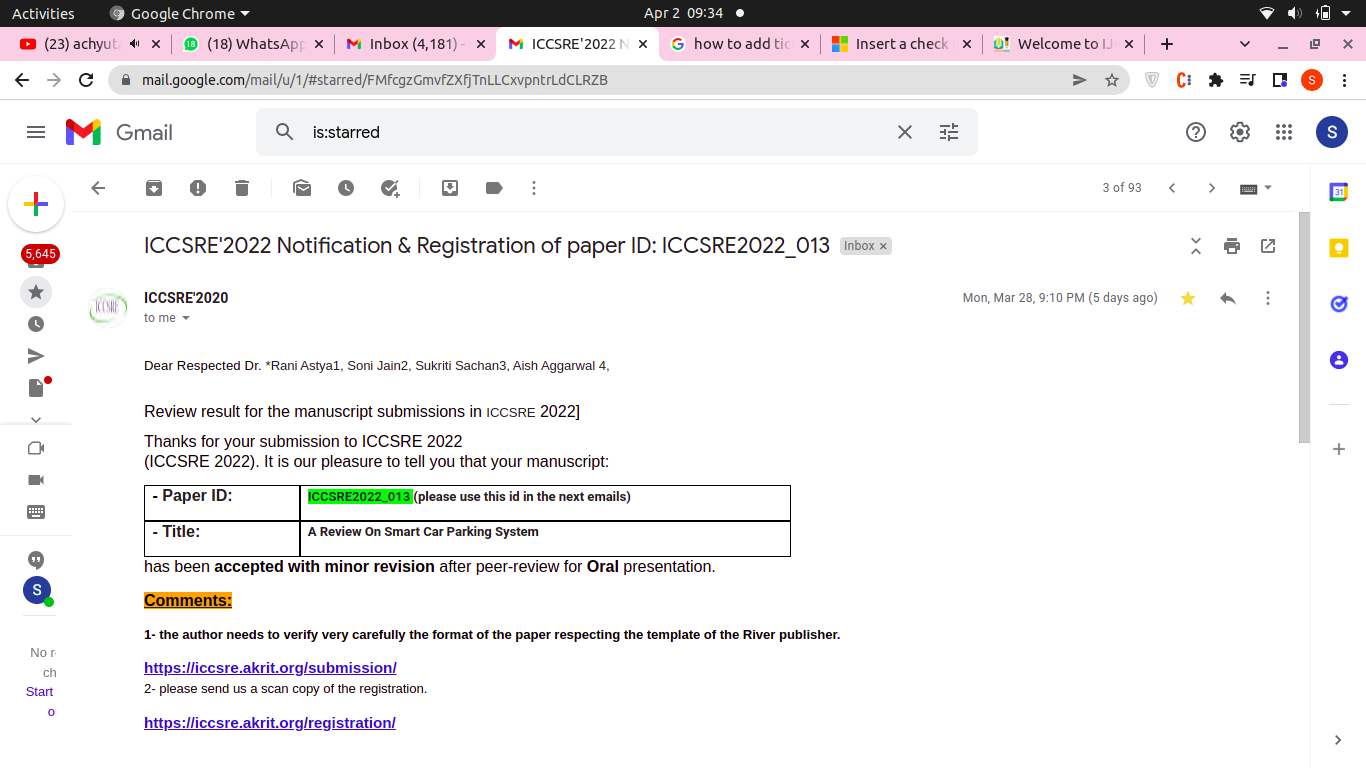 Activities
Google Chrome
Apr 2 09:34
(23) achyuta
(18) WhatsApp
Inbox (4,181) -
ICCSRE'2022 N
how to add tic
Insert a check
Welcome to IJ
mail.google.com/mail/u/1/#starred/FMfcgzGmvfZXfjTnLLCxvpntrLdCLRZB
S
Gmail
is:starred
S
3 of 93
5,645
ICCSRE'2022 Notification & Registration of paper ID: ICCSRE2022_013
Inbox ×
ICCSRE
ICCSRE'2020
Mon, Mar 28, 9:10 PM (5 days ago)
to me
31
Dear Respected Dr. *Rani Astya1, Soni Jain2, Sukriti Sachan3, Aish Aggarwal 4,
Review result for the manuscript submissions in ICCSRE 2022]
Thanks for your submission to ICCSRE 2022
(ICCSRE 2022). It is our pleasure to tell you that your manuscript:
- Paper ID: ICCSRE2022_013 (please use this id in the next emails)
- Title: A Review On Smart Car Parking System
has been accepted with minor revision after peer-review for Oral presentation.
Comments:
1- the author needs to verify very carefully the format of the paper respecting the template of the River publisher.
https://iccsre.akrit.org/submission/
2- please send us a scan copy of the registration.
https://iccsre.akrit.org/registration/
S
No r
ch
Start
o